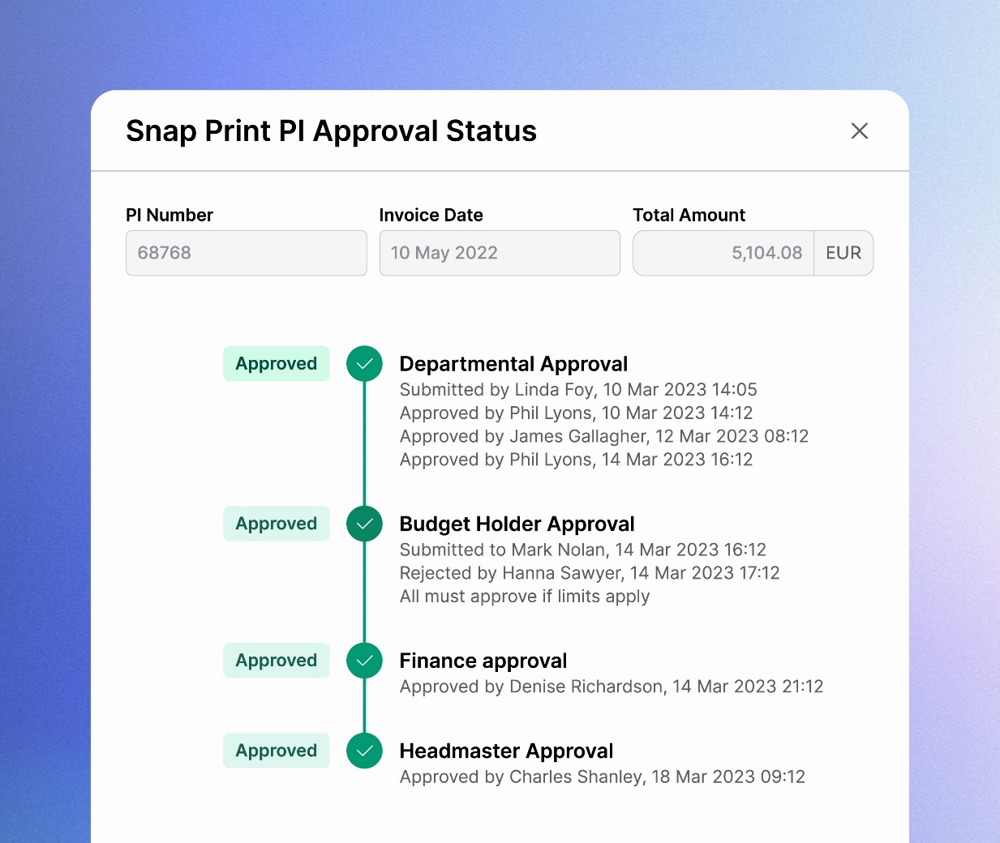 Snap Print PI Approval Status
PI Number
Invoice Date
Total Amount
68768
10 May 2022
5,104.08 EUR
Approved
Departmental Approval
Submitted by Linda Foy, 10 Mar 2023 14:05
Approved by Phil Lyons, 10 Mar 2023 14:12
Approved by James Gallagher, 12 Mar 2023 08:12
Approved by Phil Lyons, 14 Mar 2023 16:12
Approved
Budget Holder Approval
Submitted to Mark Nolan, 14 Mar 2023 16:12
Rejected by Hanna Sawyer, 14 Mar 2023 17:12
All must approve if limits apply
Approved
Finance approval
Approved by Denise Richardson, 14 Mar 2023 21:12
Approved
Headmaster Approval
Approved by Charles Shanley, 18 Mar 2023 09:12